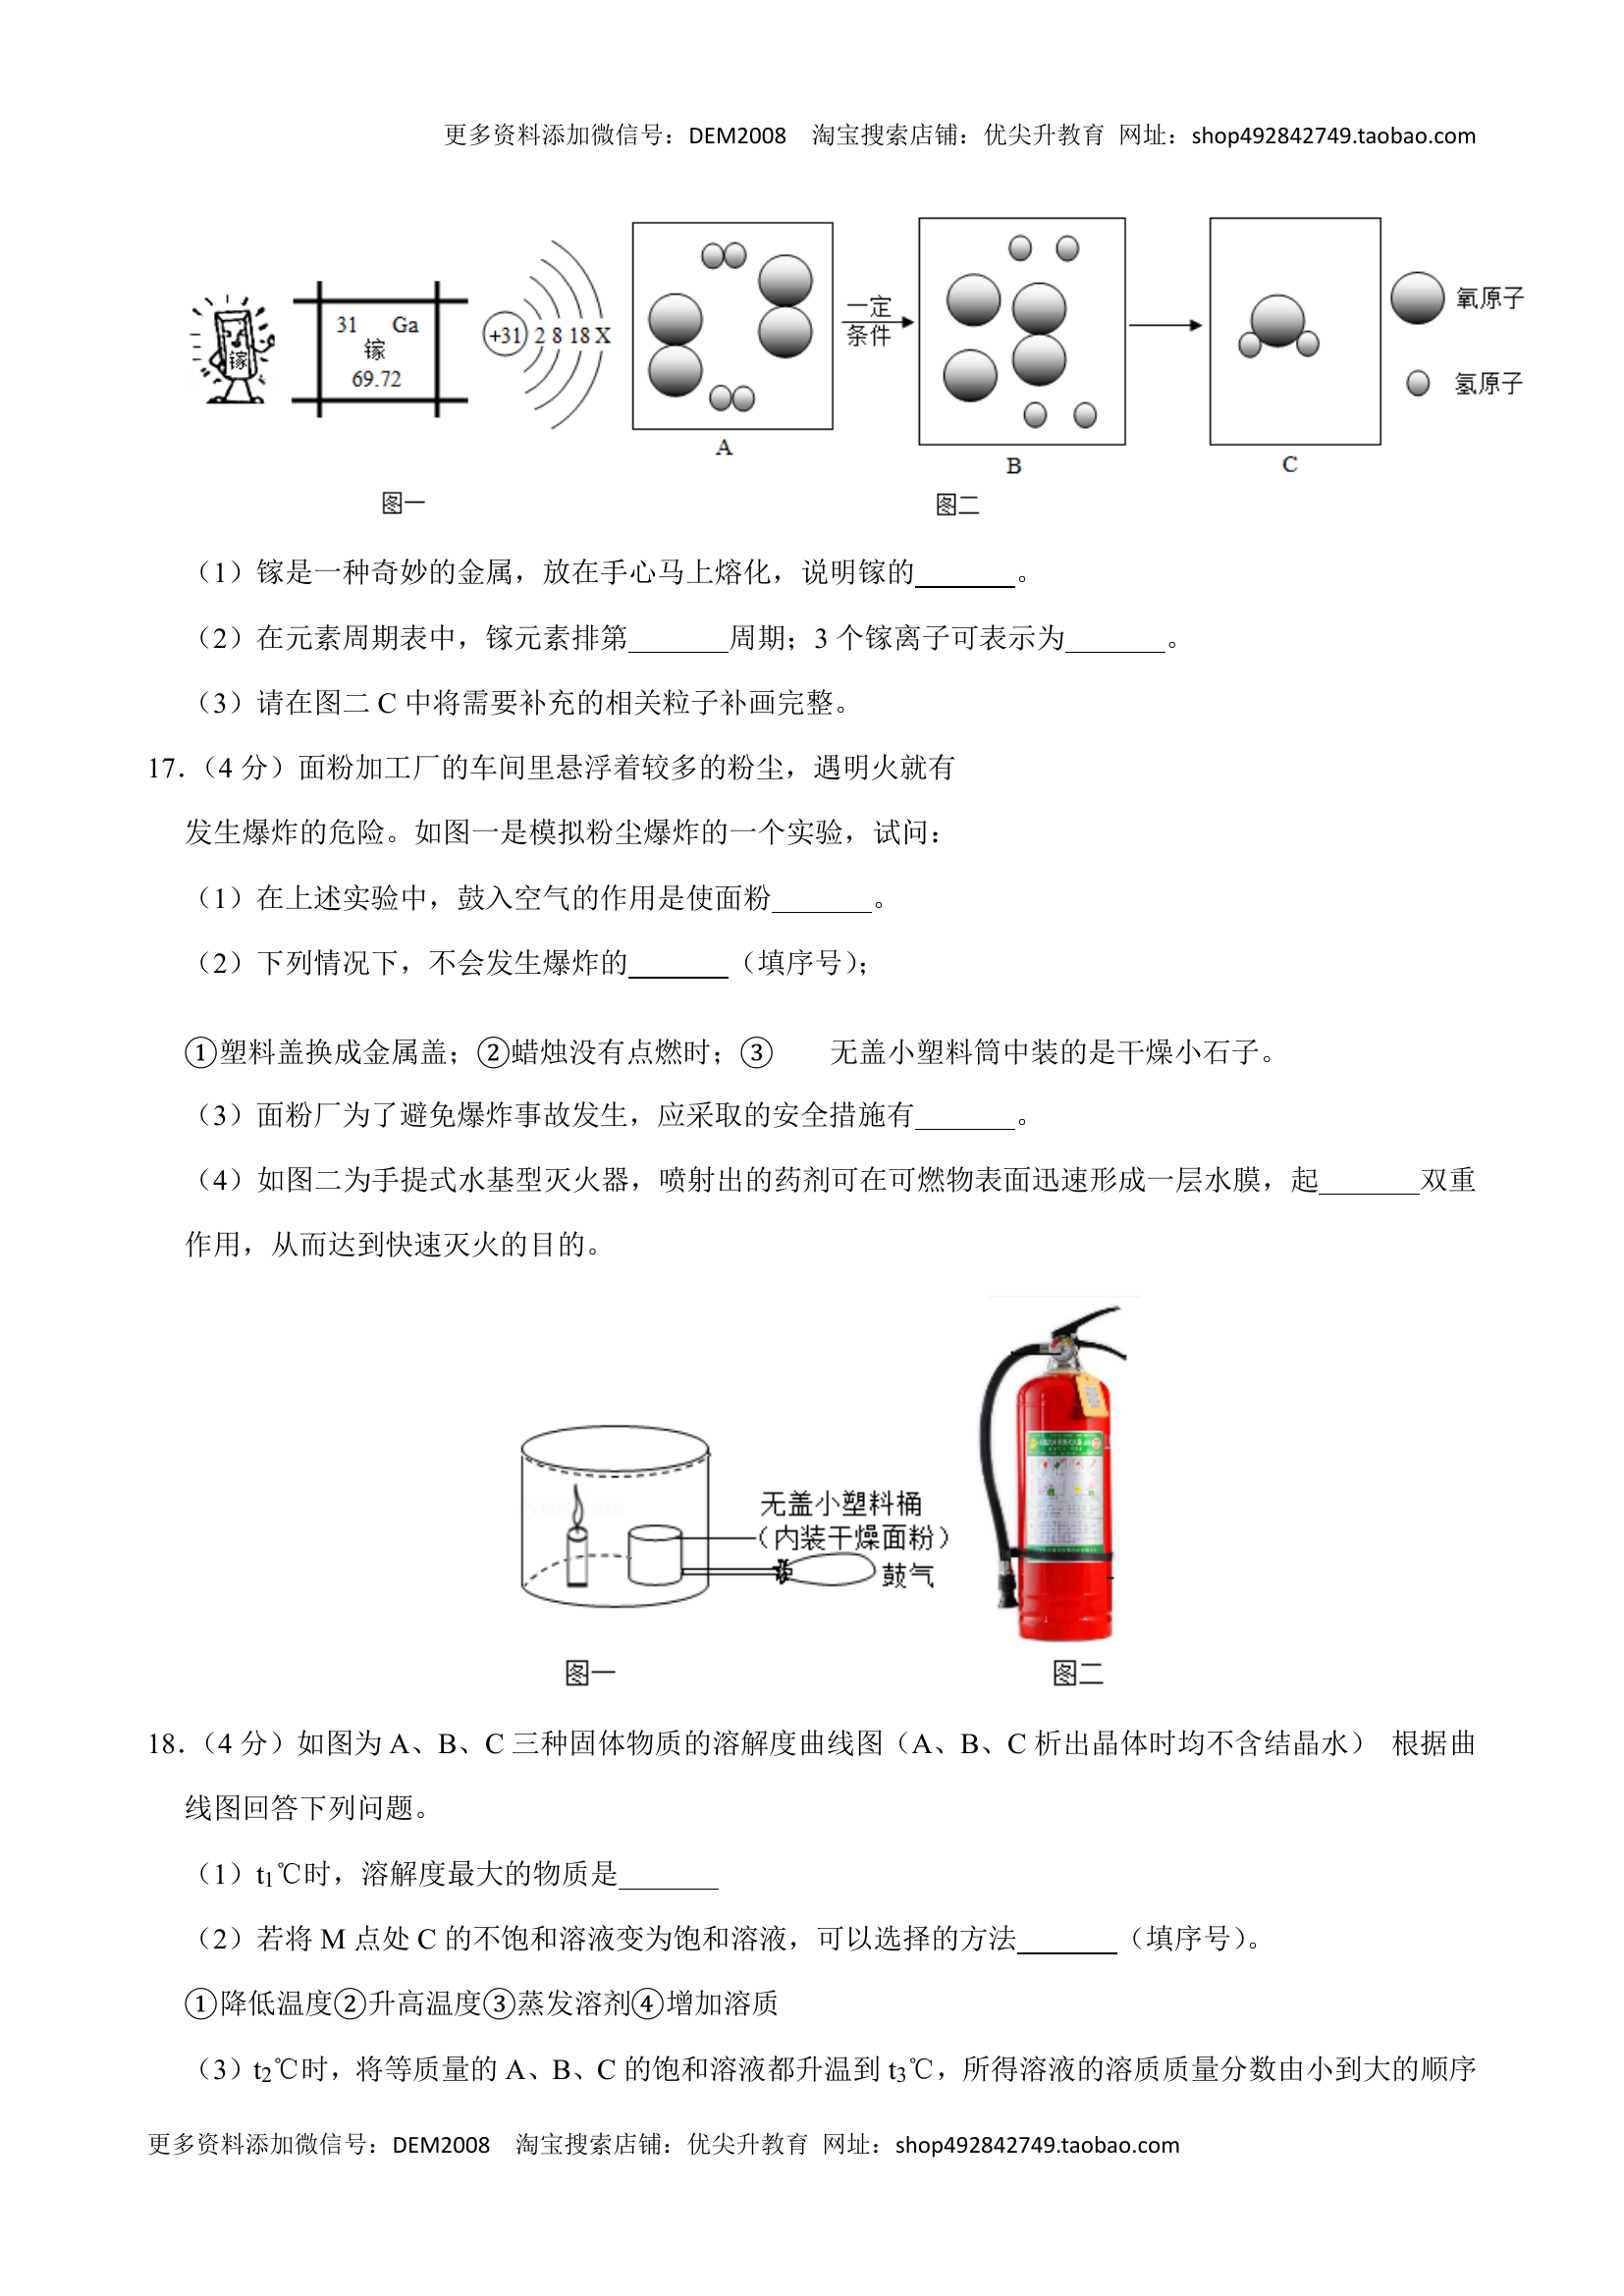 更多资料添加微信号：DEM2008 淘宝搜索店铺：优尖升教育 网址：shop492842749.taobao.com
镓
31 Ga
镓
69.72
+31 2 8 18 X
一定
条件
氧原子
氢原子
A
B
C
图一
图二
（1）镓是一种奇妙的金属，放在手心马上熔化，说明镓的_______。
（2）在元素周期表中，镓元素排第_______周期；3 个镓离子可表示为_______。
（3）请在图二 C 中将需要补充的相关粒子补画完整。
17．（4 分）面粉加工厂的车间里悬浮着较多的粉尘，遇明火就有
发生爆炸的危险。如图一是模拟粉尘爆炸的一个实验，试问：
（1）在上述实验中，鼓入空气的作用是使面粉_______。
（2）下列情况下，不会发生爆炸的_______（填序号）；
①塑料盖换成金属盖；②蜡烛没有点燃时；③ 无盖小塑料筒中装的是干燥小石子。
（3）面粉厂为了避免爆炸事故发生，应采取的安全措施有_______。
（4）如图二为手提式水基型灭火器，喷射出的药剂可在可燃物表面迅速形成一层水膜，起_______双重
作用，从而达到快速灭火的目的。
无盖小塑料桶
（内装干燥面粉）
鼓气
图一
图二
18．（4 分）如图为 A、B、C 三种固体物质的溶解度曲线图（A、B、C 析出晶体时均不含结晶水） 根据曲
线图回答下列问题。
（1）t₁℃时，溶解度最大的物质是_______
（2）若将 M 点处 C 的不饱和溶液变为饱和溶液，可以选择的方法_______（填序号）。
①降低温度②升高温度③蒸发溶剂④增加溶质
（3）t₂℃时，将等质量的 A、B、C 的饱和溶液都升温到 t₃℃，所得溶液的溶质质量分数由小到大的顺序
更多资料添加微信号：DEM2008 淘宝搜索店铺：优尖升教育 网址：shop492842749.taobao.com